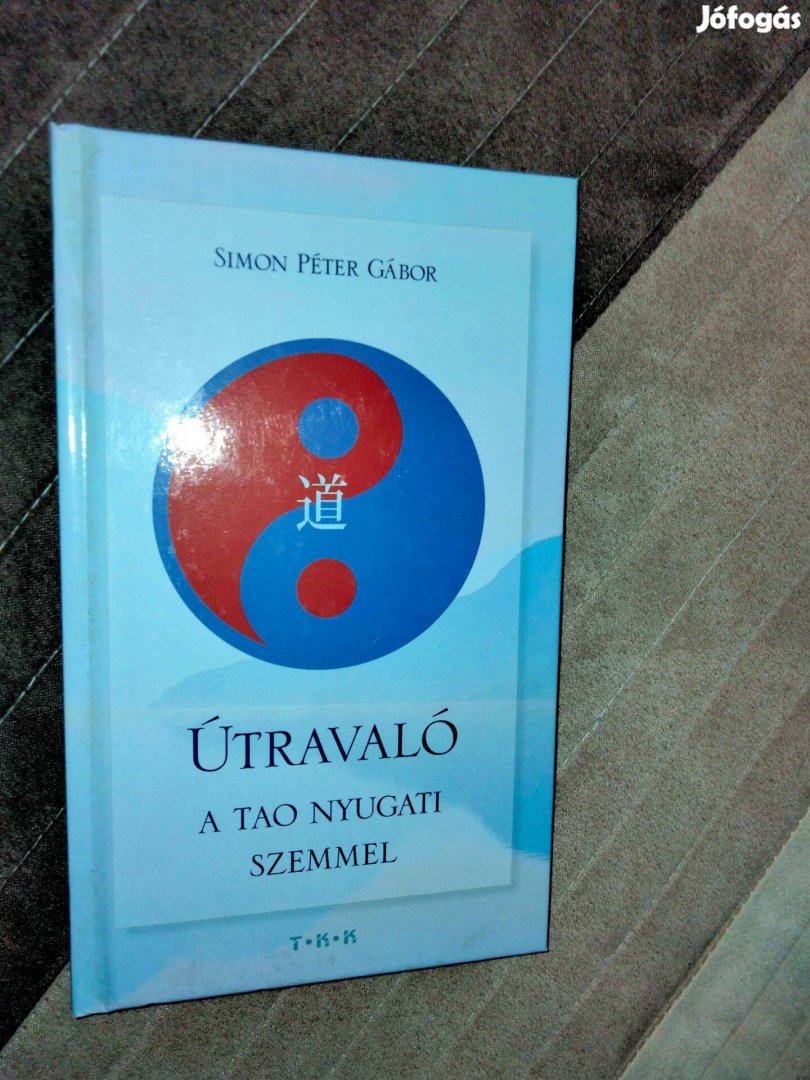 Jófogás
SIMON PÉTER GÁBOR
道
ÚTRAVALÓ
A TAO NYUGATI
SZEMMEL
T•K•K